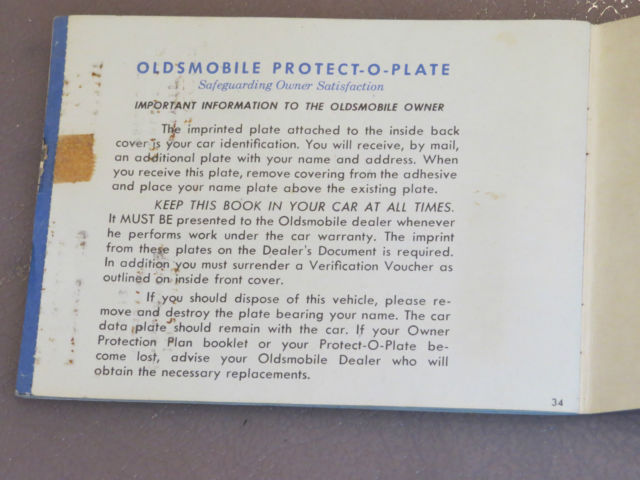 OLDSMOBILE PROTECT-O-PLATE
Safeguarding Owner Satisfaction
IMPORTANT INFORMATION TO THE OLDSMOBILE OWNER
The imprinted plate attached to the inside back
cover is your car identification. You will receive, by mail,
an additional plate with your name and address. When
you receive this plate, remove covering from the adhesive
and place your name plate above the existing plate.
KEEP THIS BOOK IN YOUR CAR AT ALL TIMES.
It MUST BE presented to the Oldsmobile dealer whenever
he performs work under the car warranty. The imprint
from these plates on the Dealer's Document is required.
In addition you must surrender a Verification Voucher as
outlined on inside front cover.
If you should dispose of this vehicle, please re-
move and destroy the plate bearing your name. The car
data plate should remain with the car. If your Owner
Protection Plan booklet or your Protect-O-Plate be-
come lost, advise your Oldsmobile Dealer who will
obtain the necessary replacements.
34